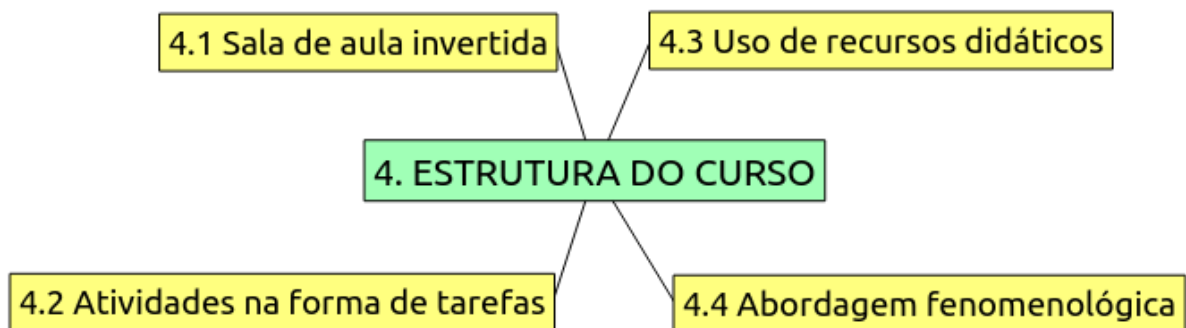 4.1 Sala de aula invertida
4.3 Uso de recursos didáticos
4. ESTRUTURA DO CURSO
4.2 Atividades na forma de tarefas
4.4 Abordagem fenomenológica